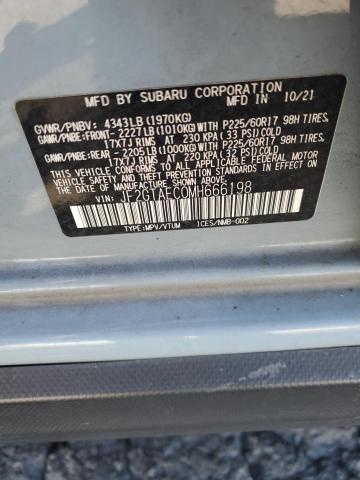 MFD. BY SUBARU CORPORATION IN 10/21
GVWR/PNBV: 4343LB (1970KG)
GAWR/PNBE:FRONT- 2227LB(1010KG)WITH P225/60R17 98H TIRES,
17X7J RIMS AT 230 KPA( 33 PSI)COLD
GAWR/PNBE:REAR - 2205LB(1000KG)WITH P225/60R17 98H TIRES,
17X7J RIMS AT 220 KPA( 32 PSI)COLD
THIS VEHICLE CONFORMS TO ALL APPLICABLE
FEDERAL MOTOR VEHICLE SAFETY AND THEFT
PREVENTION STANDARDS IN EFFECT ON THE DATE
OF MANUFACTURE SHOWN ABOVE.
VIN: JF2GTAEC0MH666198
TYPE:MPV/VTUM ICES/NMB-002